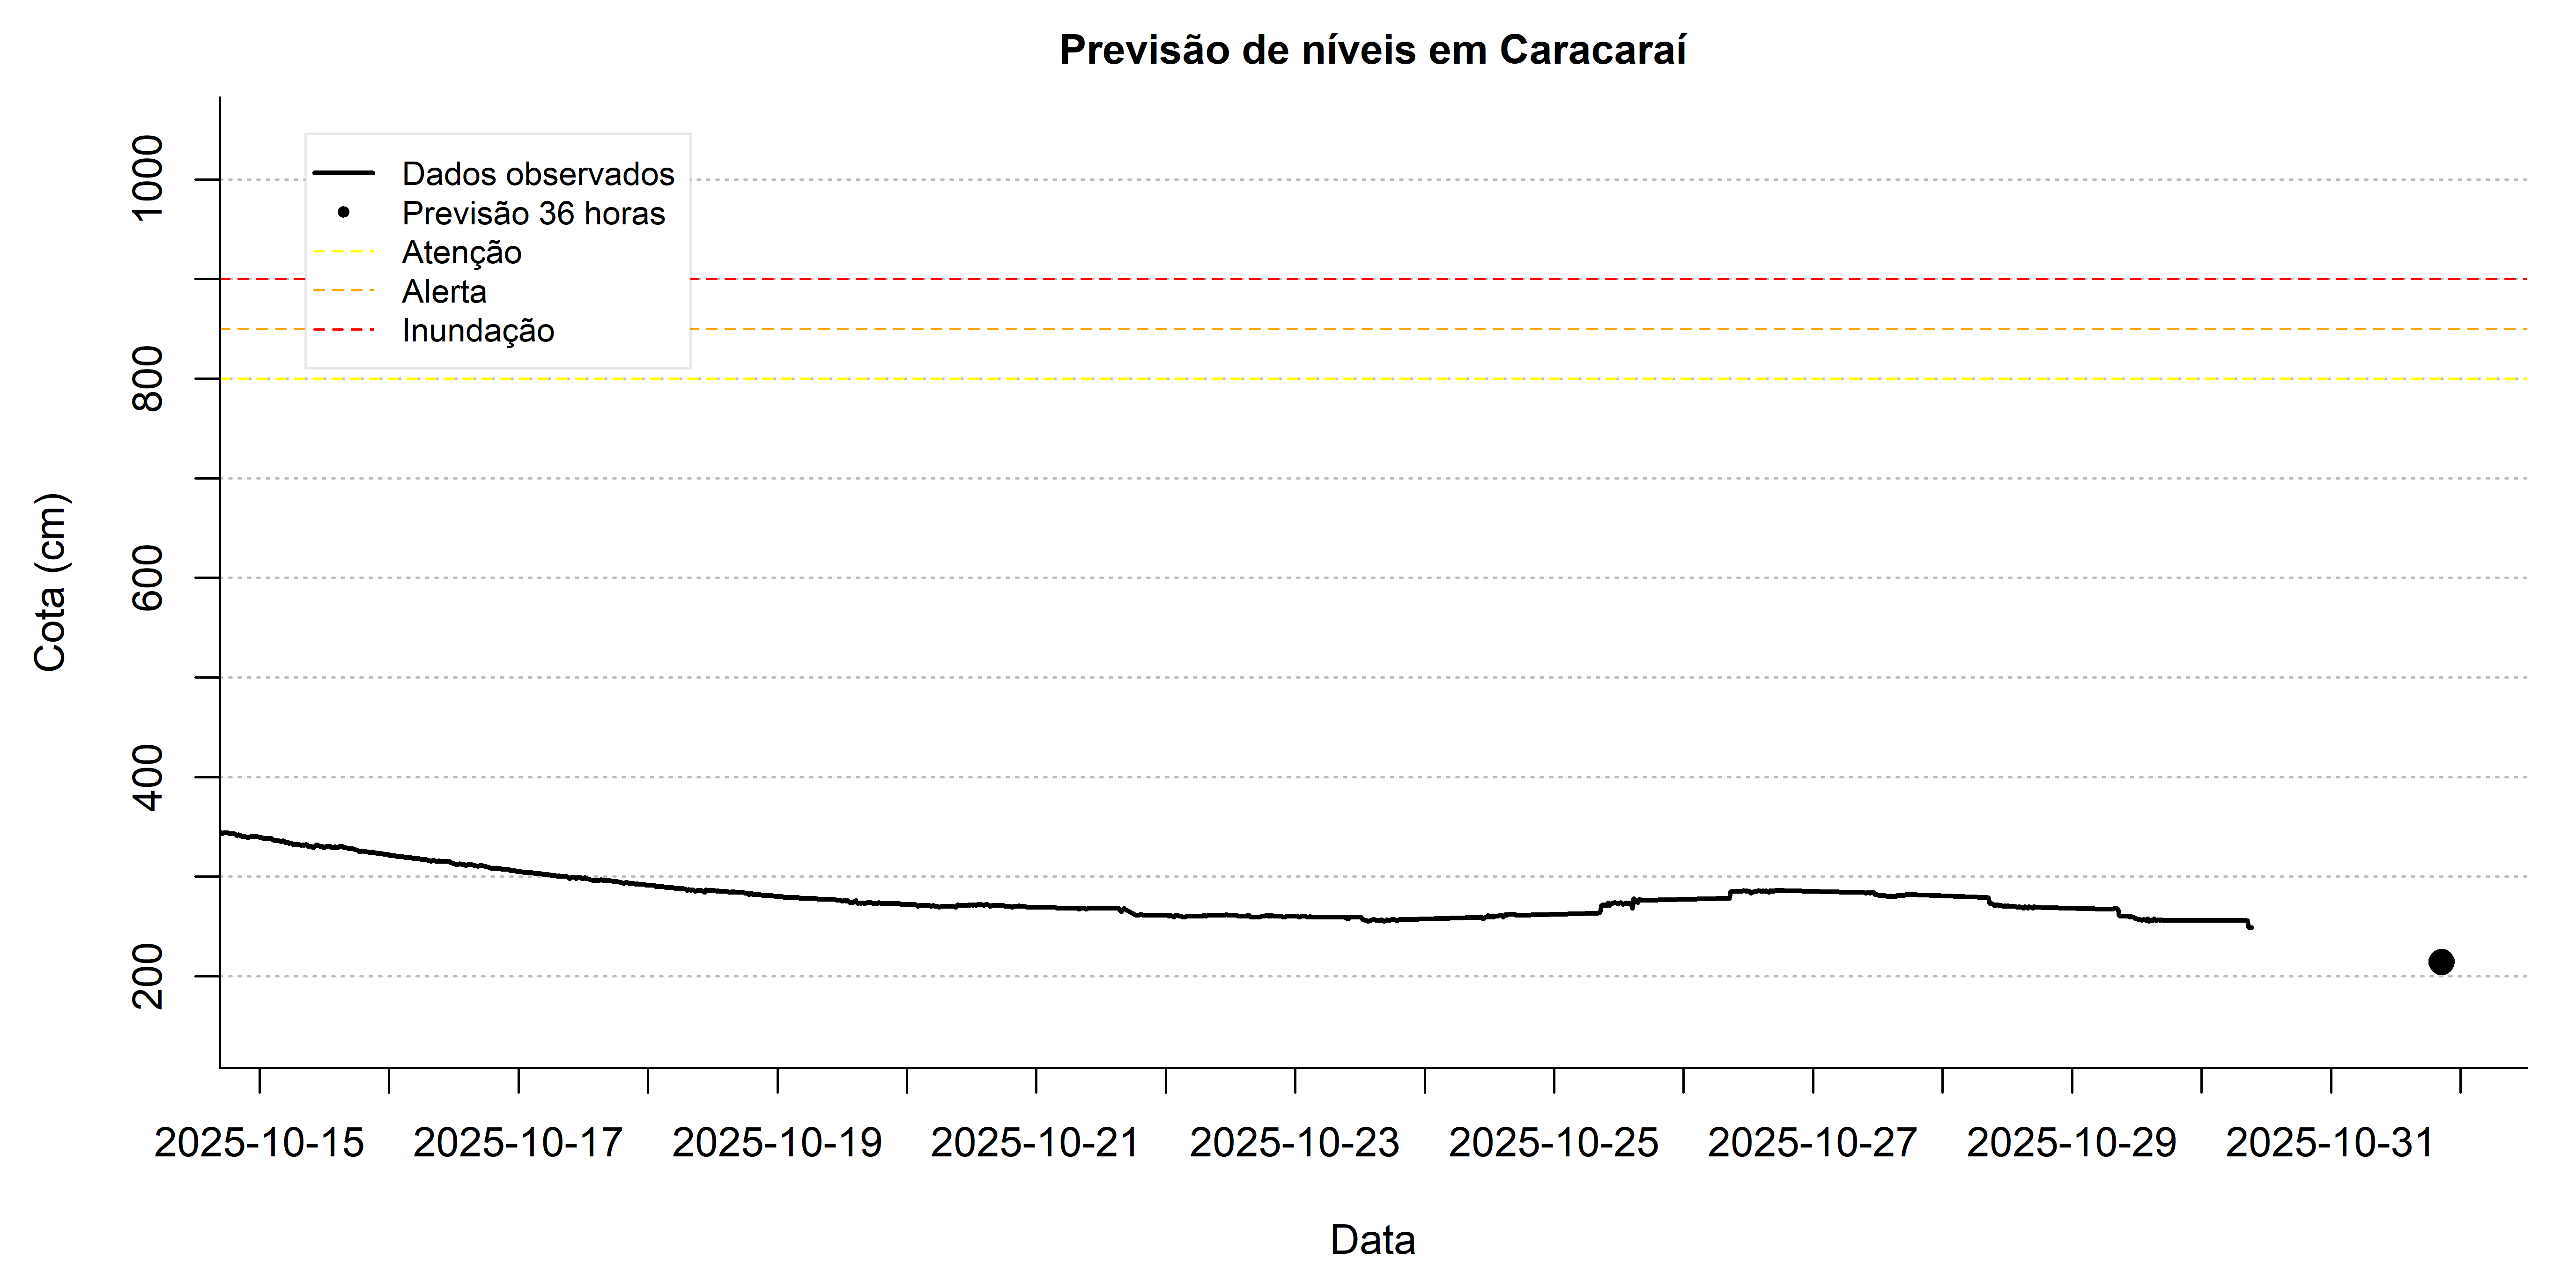 Previsão de níveis em Caracaraí
Dados observados
Previsão 36 horas
Atenção
Alerta
Inundação
1000
800
600
400
200
Cota (cm)
2025-10-15 2025-10-17 2025-10-19 2025-10-21 2025-10-23 2025-10-25 2025-10-27 2025-10-29 2025-10-31
Data